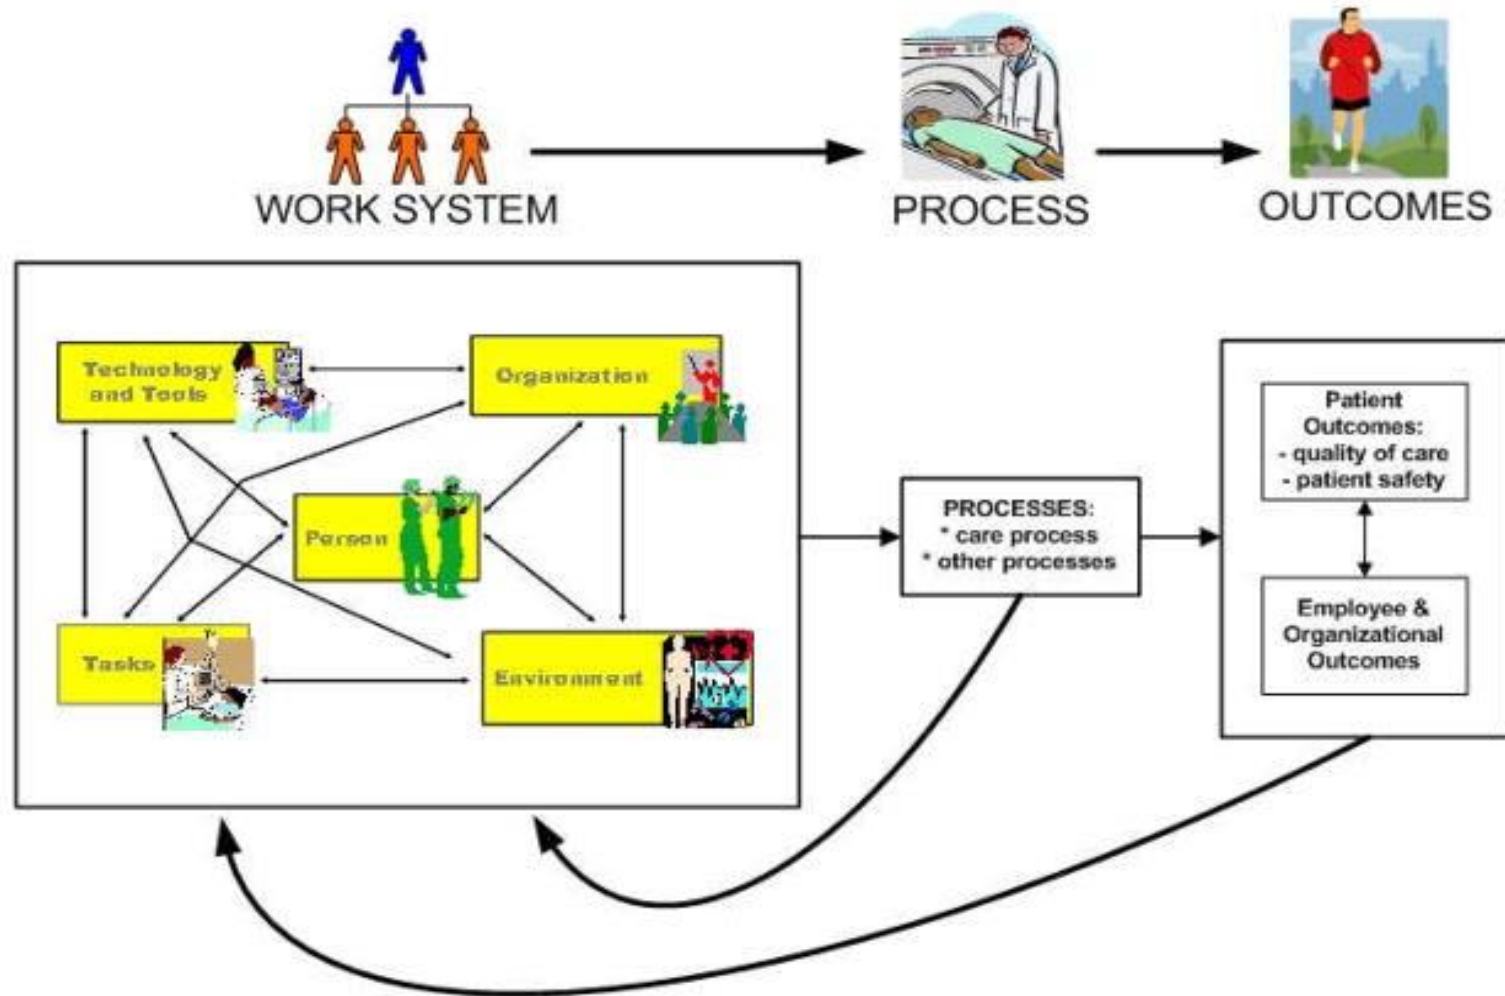 WORK SYSTEM
PROCESS
OUTCOMES
Technology
and Tools
Organization
Person
Tasks
Environment
PROCESSES:
* care process
* other processes
Patient
Outcomes:
- quality of care
- patient safety
Employee &
Organizational
Outcomes